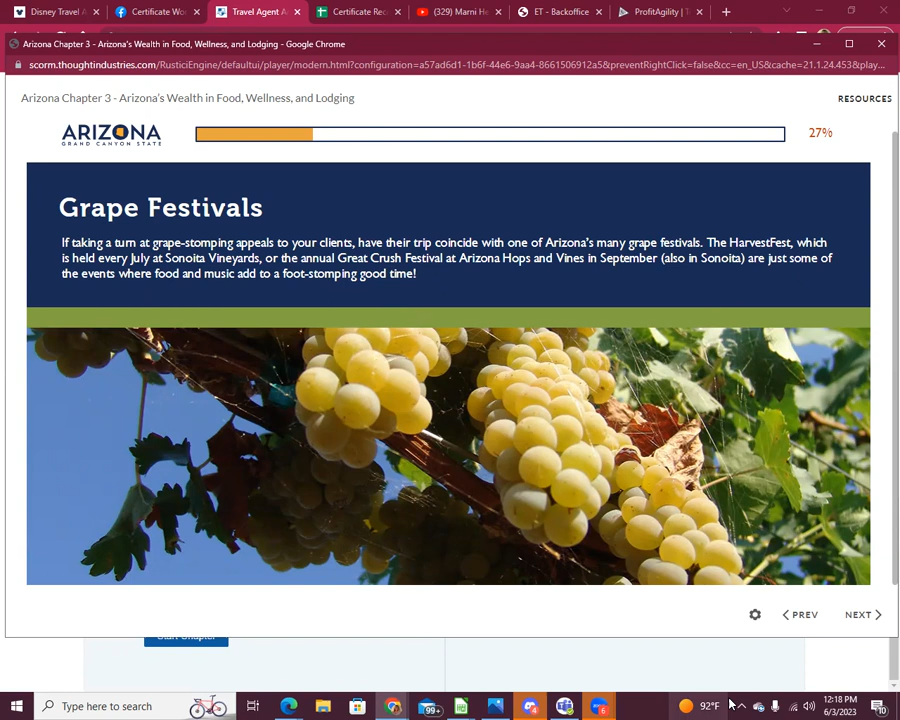 Disney Travel A
Certificate Wo
Travel Agent A
Certificate Rec
(329) Marni He
ET - Backoffice
ProfitAgility | T
Arizona Chapter 3 - Arizona's Wealth in Food, Wellness, and Lodging - Google Chrome
scorm.thoughtindustries.com/RusticiEngine/defaultui/player/modern.html?configuration=a57ad6d1-1b6f-44e6-9aa4-8661506912a5&preventRightClick=false&cc=en_US&cache=21.1.24.453&play...
Arizona Chapter 3 - Arizona's Wealth in Food, Wellness, and Lodging
RESOURCES
ARIZONA
GRAND CANYON STATE
27%
Grape Festivals
If taking a turn at grape-stomping appeals to your clients, have their trip coincide with one of Arizona's many grape festivals. The HarvestFest, which
is held every July at Sonoita Vineyards, or the annual Great Crush Festival at Arizona Hops and Vines in September (also in Sonoita) are just some of
the events where food and music add to a foot-stomping good time!
PREV
NEXT
Start Chapter
Type here to search
99+
4
6
92°F
12:18 PM
6/3/2023
10